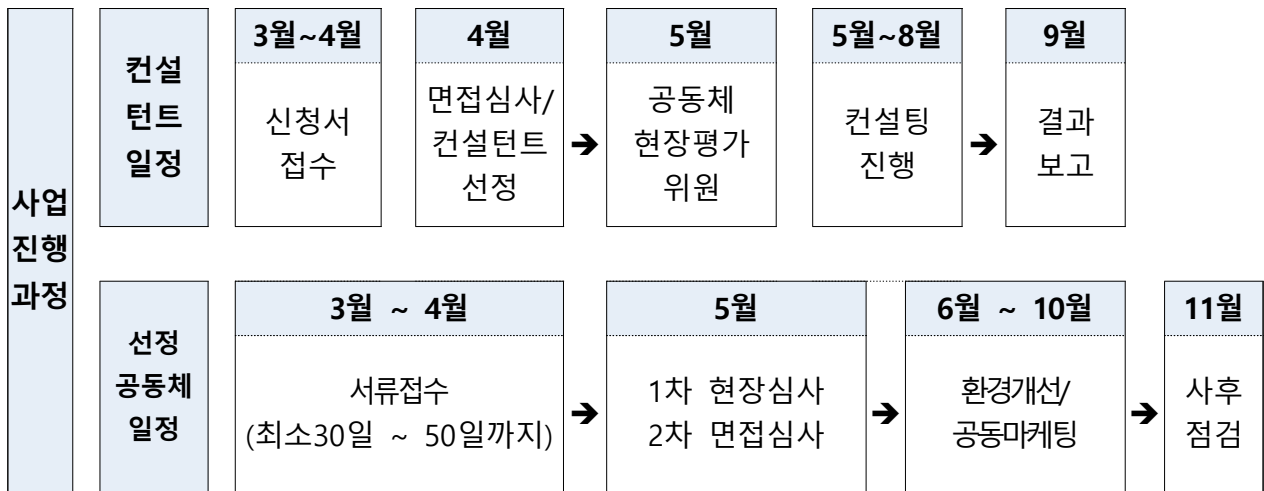 사업
진행
과정
컨설
턴트
일정
3월~4월
신청서
접수
4월
면접심사/
컨설턴트
선정
➔
5월
공동체
현장평가
위원
5월~8월
컨설팅
진행
➔
9월
결과
보고
선정
공동체
일정
3월 ~ 4월
서류접수
(최소30일 ~ 50일까지)
➔
5월
1차 현장심사
2차 면접심사
➔
6월 ~ 10월
환경개선/
공동마케팅
➔
11월
사후
점검